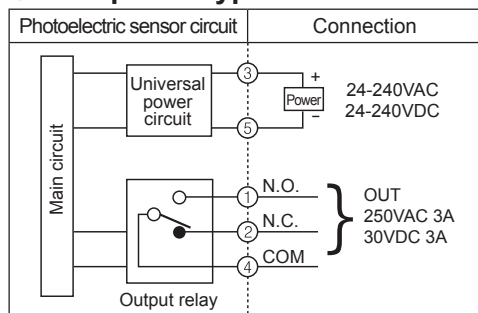 Photoelectric sensor circuit
Connection
Main circuit
Universal
power
circuit
3
5
+
Power
−
24-240VAC
24-240VDC
1
N.O.
2
N.C.
4
COM
OUT
250VAC 3A
30VDC 3A
Output relay